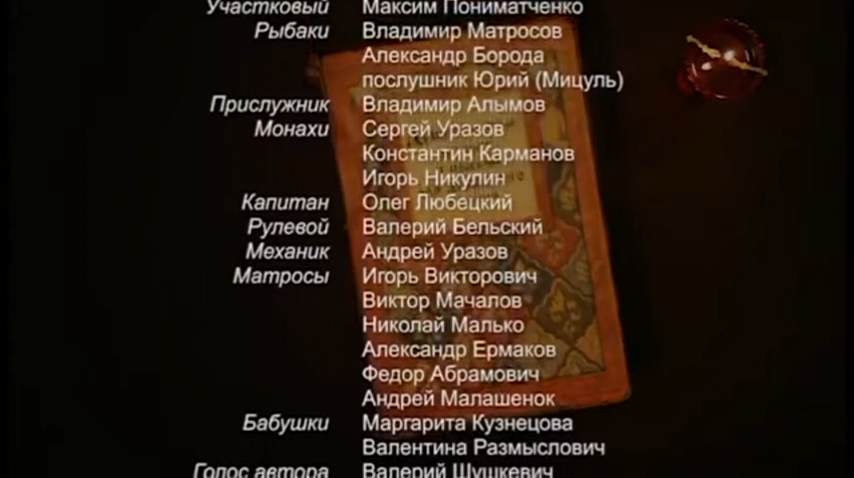 Участковый Максим Пониматченко
Рыбаки Владимир Матросов
Александр Борода
послушник Юрий (Мицуль)
Прислужник Владимир Алымов
Монахи Сергей Уразов
Константин Карманов
Игорь Никулин
Капитан Олег Любецкий
Рулевой Валерий Бельский
Механик Андрей Уразов
Матросы Игорь Викторович
Виктор Мачалов
Николай Малько
Александр Ермаков
Федор Абрамович
Андрей Малашенок
Бабушки Маргарита Кузнецова
Валентина Размыслович
Голос автора Валерий Шушкевич